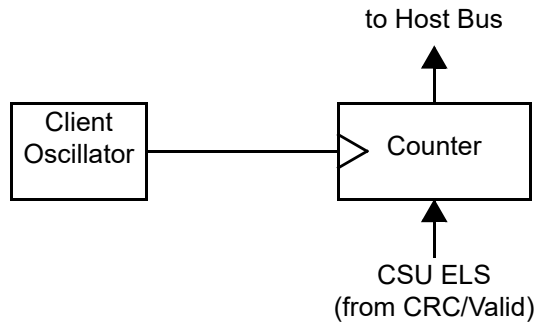 to Host Bus
Client
Oscillator
Counter
CSU ELS
(from CRC/Valid)